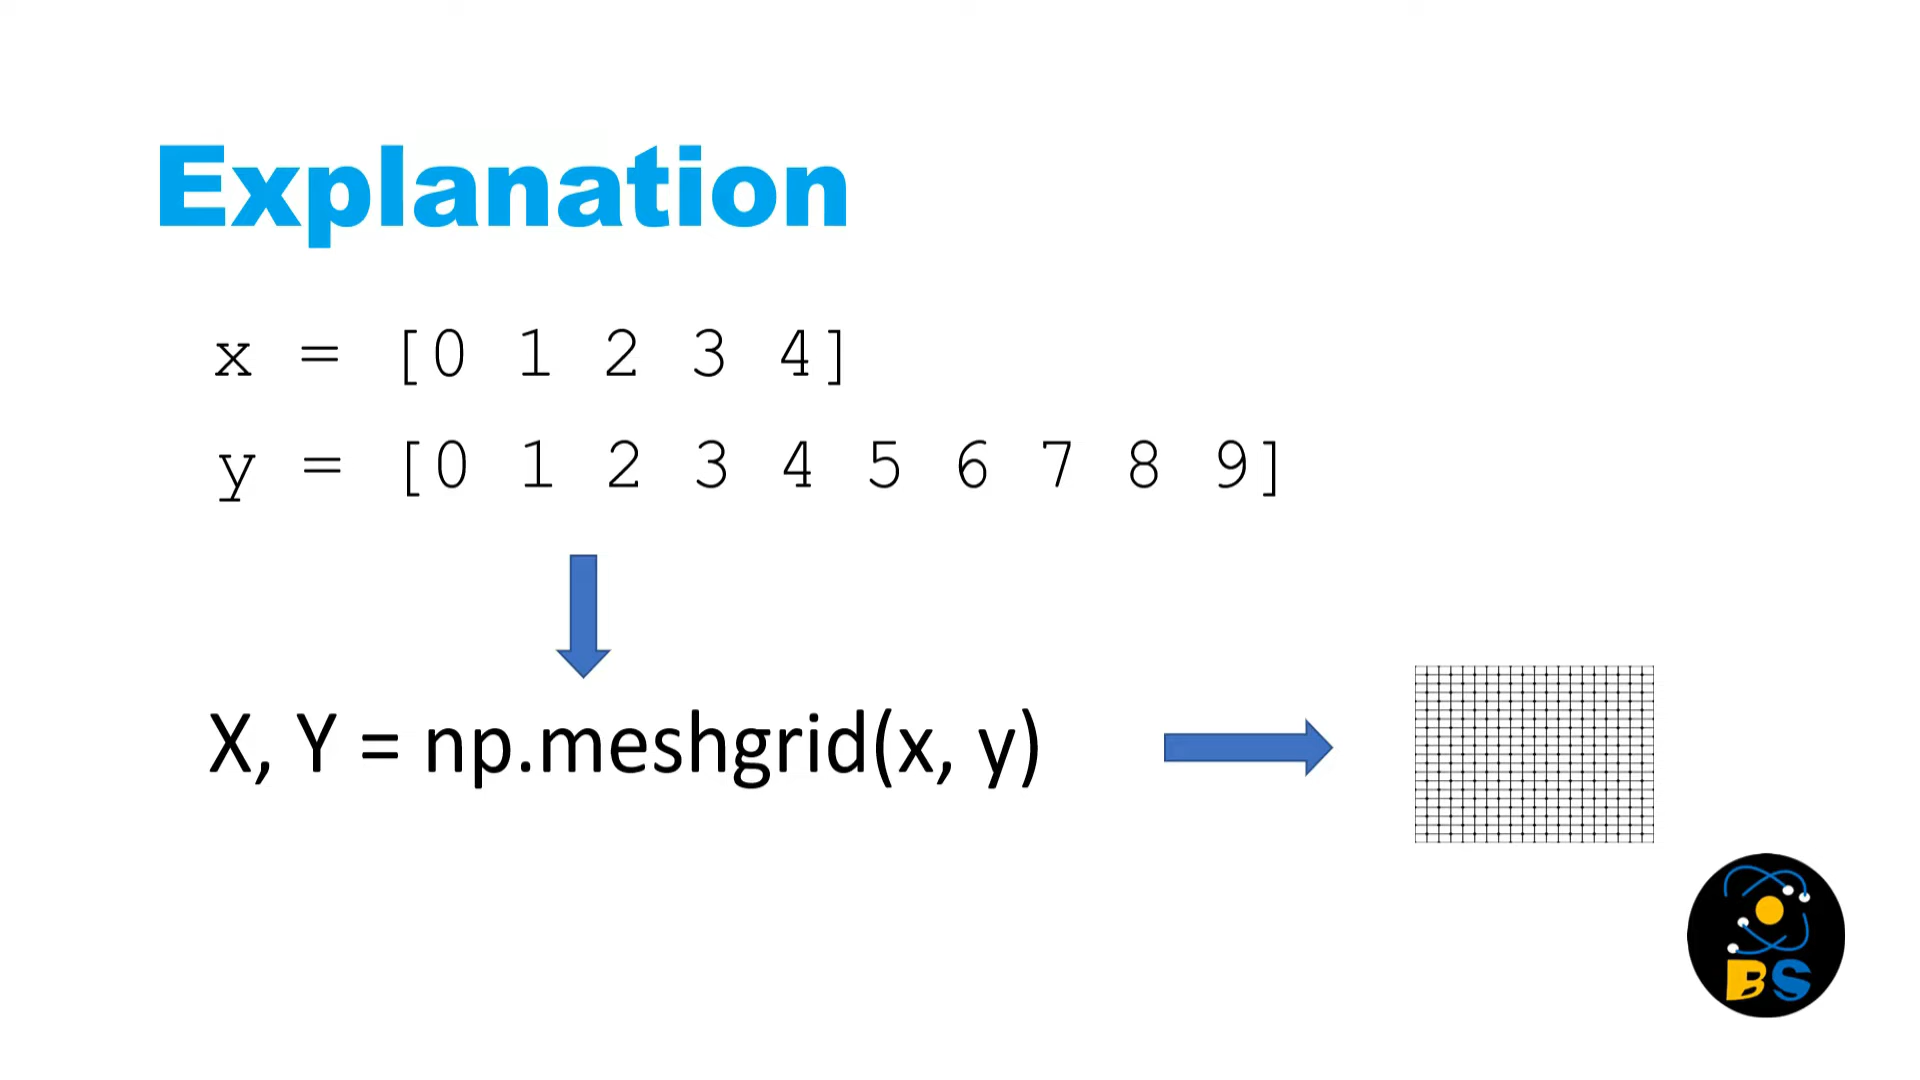 Explanation
x = [0 1 2 3 4]
y = [0 1 2 3 4 5 6 7 8 9]
X, Y = np.meshgrid(x, y)
BS